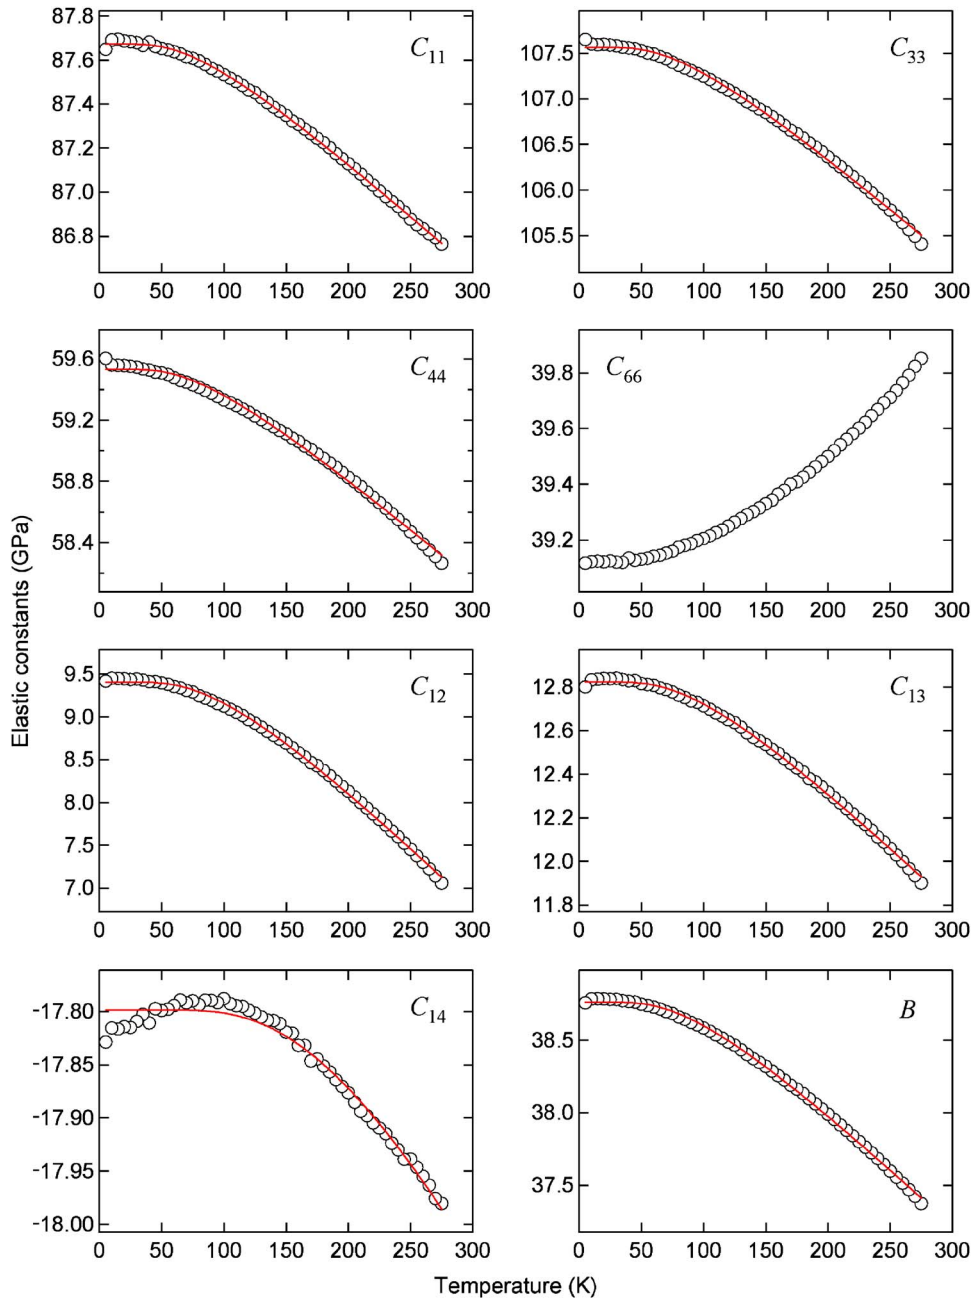 87.8
87.6
87.4
87.2
87.0
86.8
C11
0 50 100 150 200 250 300
107.5
107.0
106.5
106.0
105.5
C33
0 50 100 150 200 250 300
59.6
59.2
58.8
58.4
C44
0 50 100 150 200 250 300
39.8
39.6
39.4
39.2
C66
0 50 100 150 200 250 300
Elastic constants (GPa)
9.5
9.0
8.5
8.0
7.5
7.0
C12
0 50 100 150 200 250 300
12.8
12.6
12.4
12.2
12.0
11.8
C13
0 50 100 150 200 250 300
-17.80
-17.85
-17.90
-17.95
-18.00
C14
0 50 100 150 200 250 300
38.5
38.0
37.5
B
0 50 100 150 200 250 300
Temperature (K)